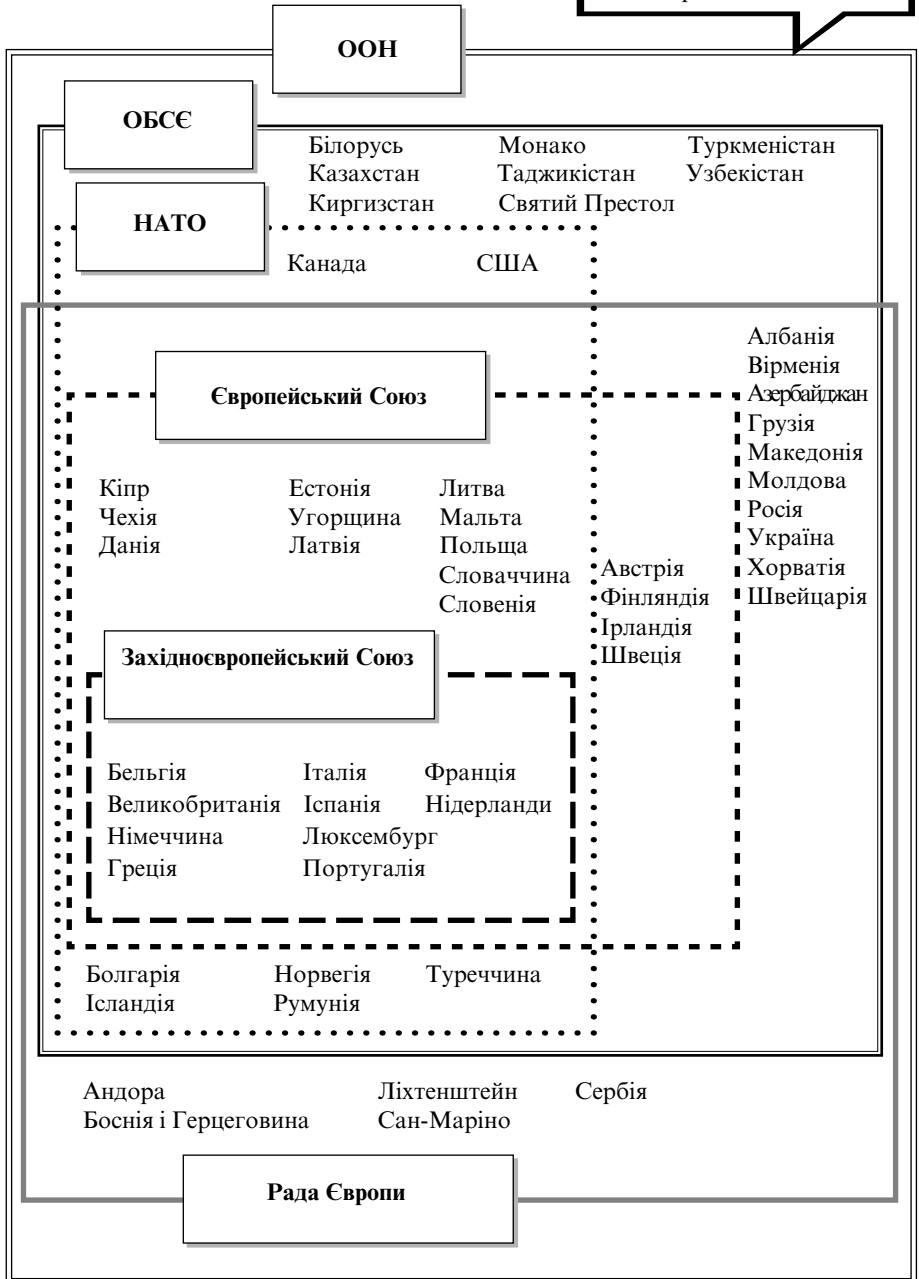 ООН
ОБСЄ
Білорусь Монако Туркменістан
Казахстан Таджикістан Узбекістан
Киргизстан Святий Престол
НАТО
Канада США
Албанія
Вірменія
Азербайджан
Грузія
Македонія
Молдова
Росія
Україна
Хорватія
Швейцарія
Європейський Союз
Кіпр Естонія Литва
Чехія Угорщина Мальта
Данія Латвія Польща
Словаччина
Словенія
Австрія
Фінляндія
Ірландія
Швеція
Західноєвропейський Союз
Бельгія Італія Франція
Великобританія Іспанія Нідерланди
Німеччина Люксембург
Греція Португалія
Болгарія Норвегія Туреччина
Ісландія Румунія
Андора Ліхтенштейн Сербія
Боснія і Герцеговина Сан-Маріно
Рада Європи